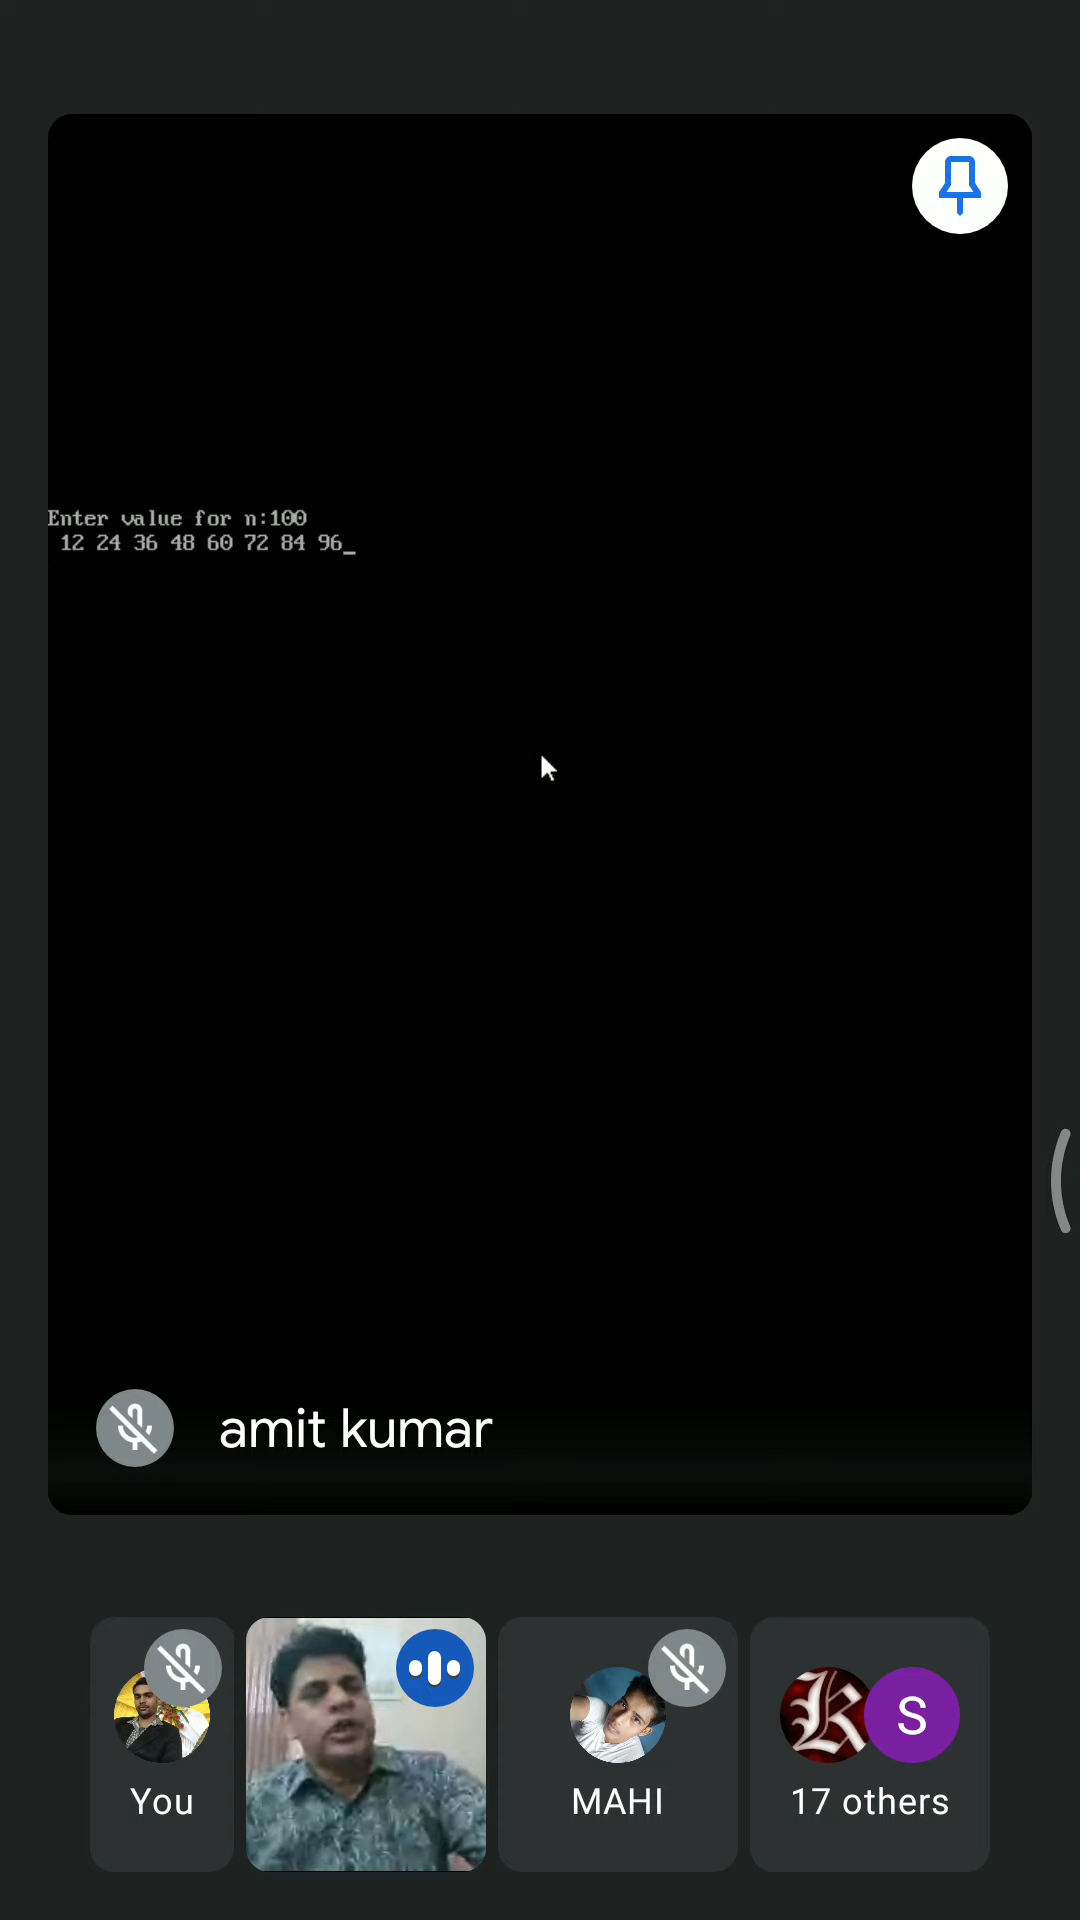 Enter value for n:100
12 24 36 48 60 72 84 96_
amit kumar
You
MAHI
S
17 others